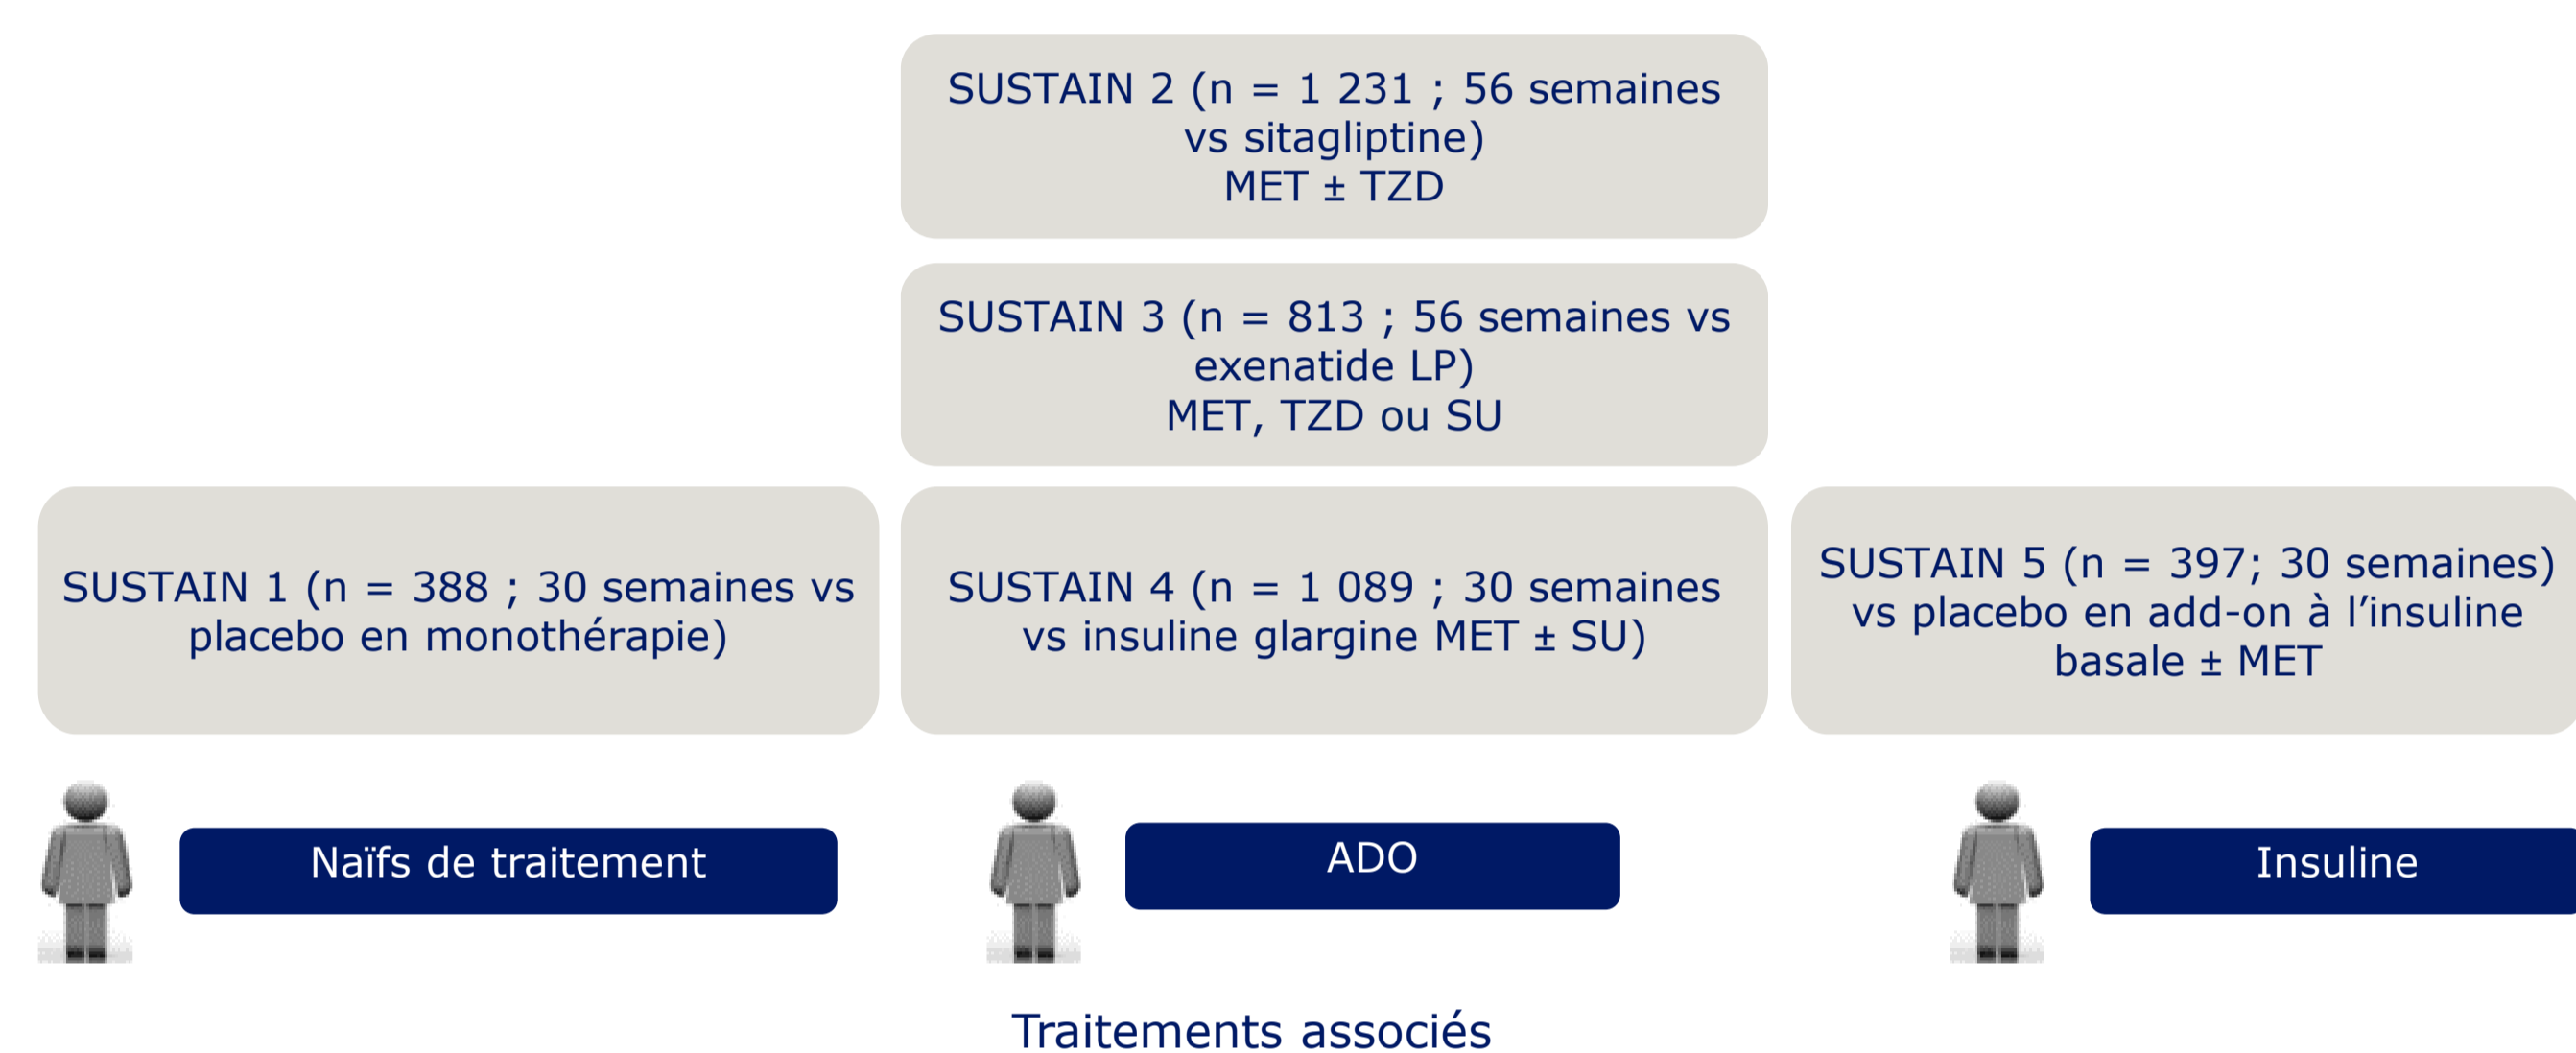 SUSTAIN 2 (n = 1 231 ; 56 semaines
vs sitagliptine)
MET ± TZD
SUSTAIN 3 (n = 813 ; 56 semaines vs
exenatide LP)
MET, TZD ou SU
SUSTAIN 1 (n = 388 ; 30 semaines vs
placebo en monothérapie)
SUSTAIN 4 (n = 1 089 ; 30 semaines
vs insuline glargine MET ± SU)
SUSTAIN 5 (n = 397; 30 semaines)
vs placebo en add-on à l’insuline
basale ± MET
Naïfs de traitement
ADO
Insuline
Traitements associés